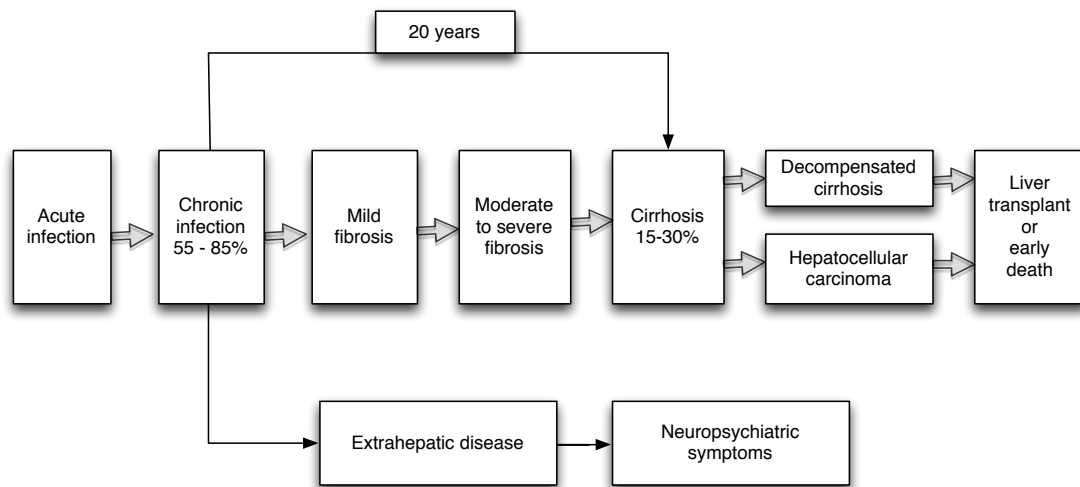 20 years
Acute
infection
Chronic
infection
55 - 85%
Mild
fibrosis
Moderate
to severe
fibrosis
Cirrhosis
15-30%
Decompensated
cirrhosis
Hepatocellular
carcinoma
Liver
transplant
or
early
death
Extrahepatic disease
Neuropsychiatric
symptoms